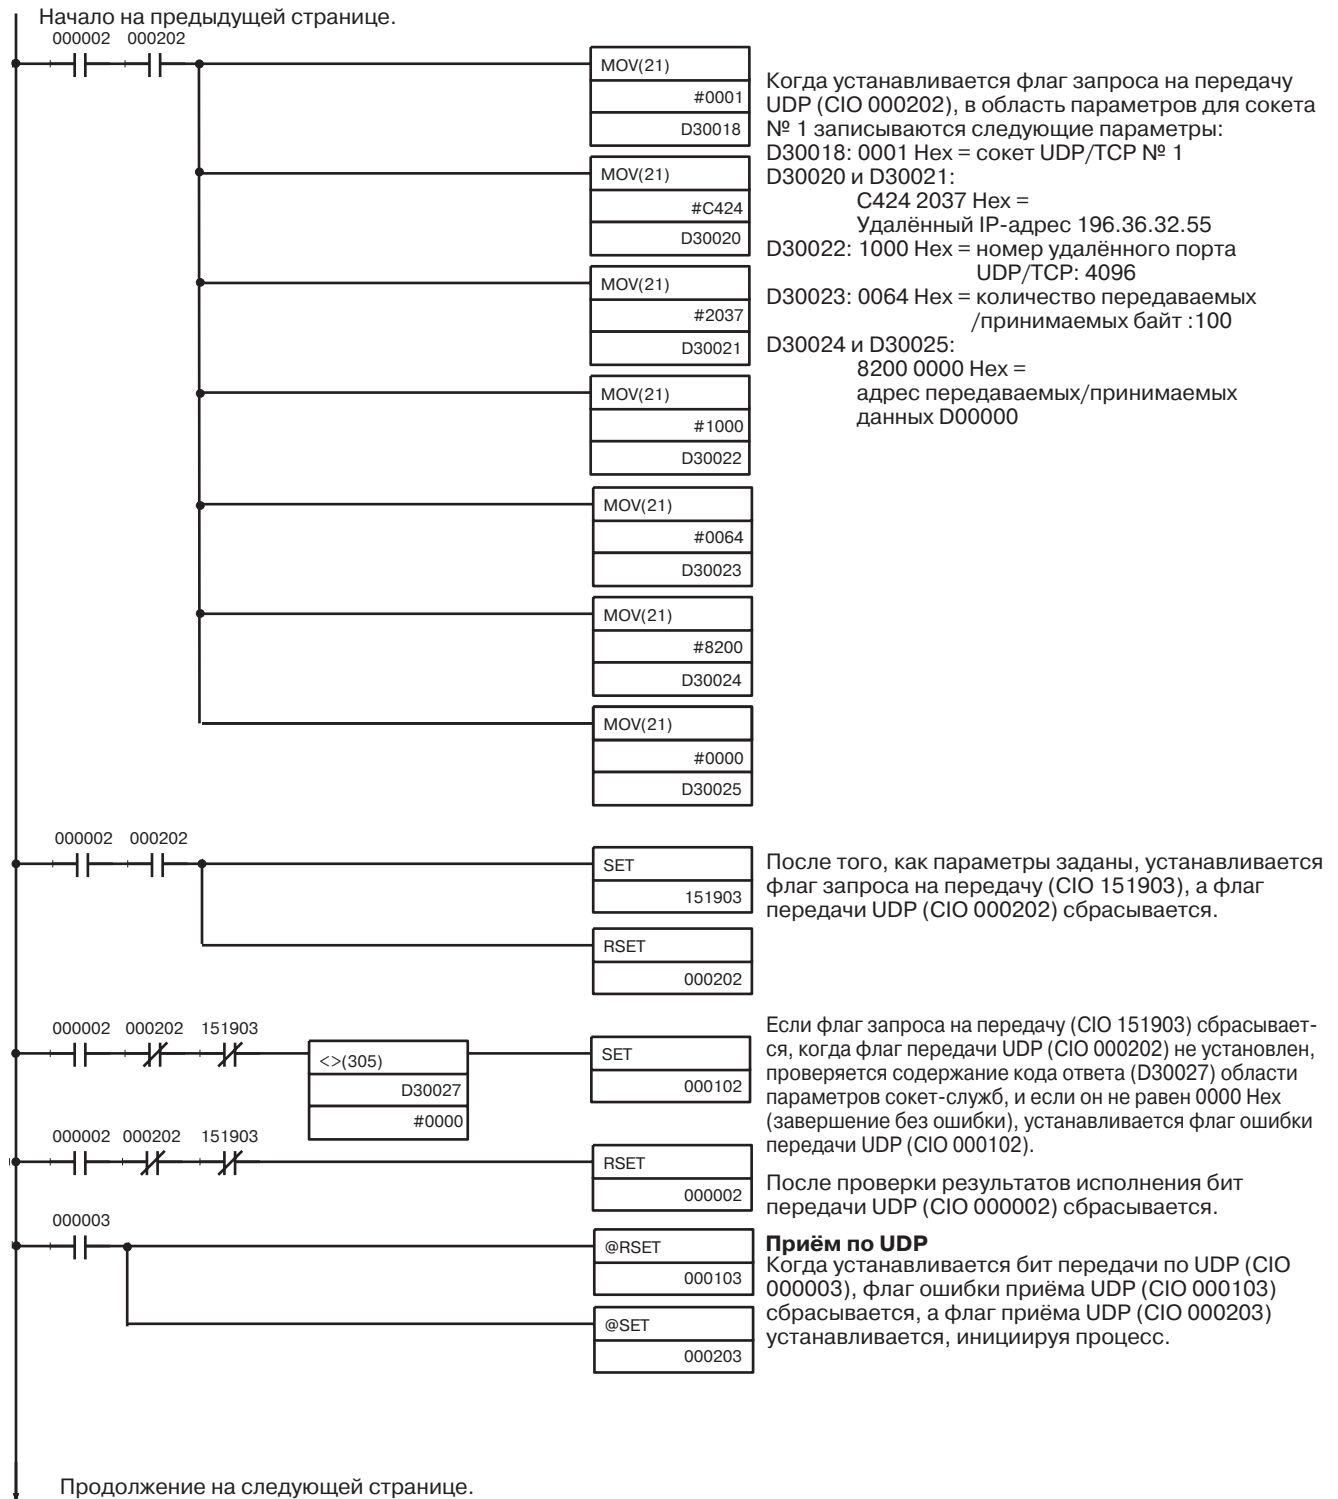 Начало на предыдущей странице.
000002 000202
MOV(21)
#0001
D30018
MOV(21)
#C424
D30020
MOV(21)
#2037
D30021
MOV(21)
#1000
D30022
MOV(21)
#0064
D30023
MOV(21)
#8200
D30024
MOV(21)
#0000
D30025
Когда устанавливается флаг запроса на передачу
UDP (CIO 000202), в область параметров для сокета
№ 1 записываются следующие параметры:
D30018: 0001 Hex = сокет UDP/TCP № 1
D30020 и D30021:
C424 2037 Hex =
Удалённый IP-адрес 196.36.32.55
D30022: 1000 Hex = номер удалённого порта
UDP/TCP: 4096
D30023: 0064 Hex = количество передаваемых
/принимаемых байт :100
D30024 и D30025:
8200 0000 Hex =
адрес передаваемых/принимаемых
данных D00000
000002 000202
SET
151903
RSET
000202
После того, как параметры заданы, устанавливается
флаг запроса на передачу (CIO 151903), а флаг
передачи UDP (CIO 000202) сбрасывается.
000002 000202 151903
<>(305)
D30027
#0000
SET
000102
Если флаг запроса на передачу (CIO 151903) сбрасывает-
ся, когда флаг передачи UDP (CIO 000202) не установлен,
проверяется содержание кода ответа (D30027) области
параметров сокет-служб, и если он не равен 0000 Hex
(завершение без ошибки), устанавливается флаг ошибки
передачи UDP (CIO 000102).
000002 000202 151903
RSET
000002
После проверки результатов исполнения бит
передачи UDP (CIO 000002) сбрасывается.
000003
@RSET
000103
@SET
000203
Приём по UDP
Когда устанавливается бит передачи по UDP (CIO
000003), флаг ошибки приёма UDP (CIO 000103)
сбрасывается, а флаг приёма UDP (CIO 000203)
устанавливается, инициируя процесс.
Продолжение на следующей странице.